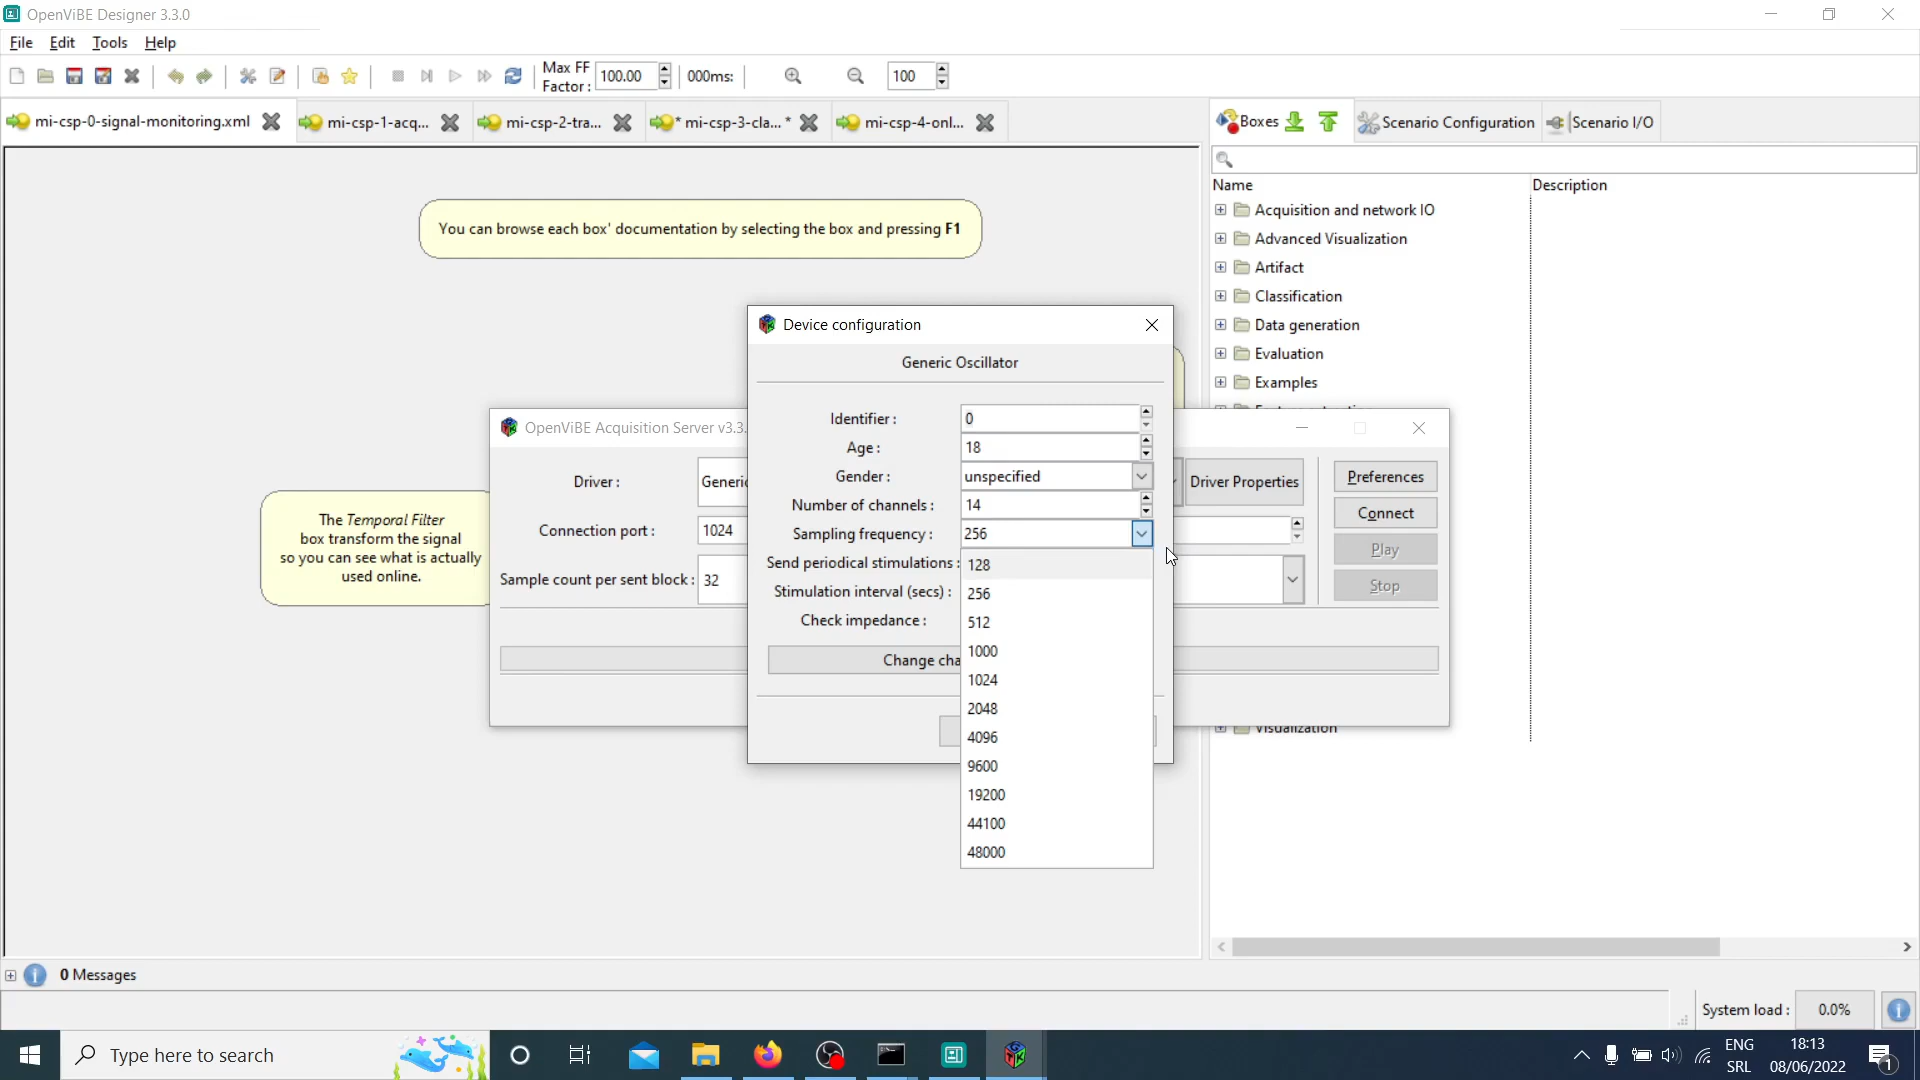 OpenViBE Designer 3.3.0
File Edit Tools Help
Max FF
Factor: 100.00 000ms: 100
mi-csp-0-signal-monitoring.xml mi-csp-1-acq... mi-csp-2-tra... * mi-csp-3-cla... * mi-csp-4-onl...
Boxes Scenario Configuration Scenario I/O
Name Description
Acquisition and network IO
Advanced Visualization
Artifact
Classification
Data generation
Evaluation
Examples
Visualization
You can browse each box' documentation by selecting the box and pressing F1
The Temporal Filter
box transform the signal
so you can see what is actually
used online.
OpenViBE Acquisition Server v3.3.
Driver :
Generic
Driver Properties
Connection port :
1024
Sample count per sent block :
32
Preferences
Connect
Play
Stop
Device configuration
Generic Oscillator
Identifier : 0
Age : 18
Gender : unspecified
Number of channels : 14
Sampling frequency : 256
Send periodical stimulations :
Stimulation interval (secs) :
Check impedance :
Change cha
128
256
512
1000
1024
2048
4096
9600
19200
44100
48000
0 Messages
System load : 0.0%
Type here to search
ENG
SRL
18:13
08/06/2022
1